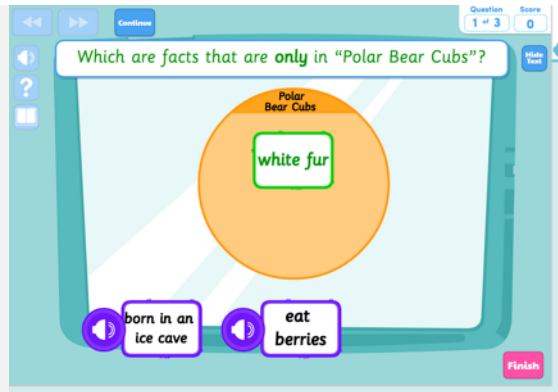 Continue
Question
1 of 3
Score
0
Which are facts that are only in “Polar Bear Cubs”?
Hide
Text
?
Polar
Bear Cubs
white fur
born in an
ice cave
eat
berries
Finish